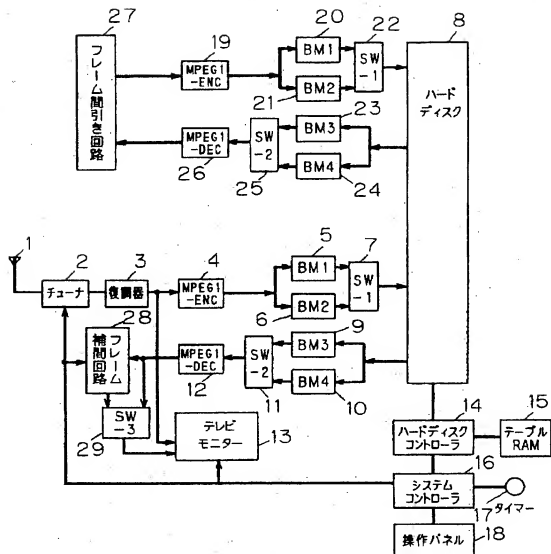 27
フレーム間引き回路
19
MPEG1
-ENC
20
BM1
BM2
21
22
SW
-1
8
ハード
ディスク
23
BM3
BM4
24
SW
-2
25
MPEG1
-DEC
26
1
2
チューナ
3
復調器
4
MPEG1
-ENC
5
BM1
BM2
6
7
SW
-1
28
フレーム
補間回路
9
BM3
BM4
10
SW
-2
11
MPEG1
-DEC
12
SW
-3
29
テレビ
モニター
13
14
ハードディスク
コントローラ
15
テーブル
RAM
16
システム
コントローラ
17
タイマー
操作パネル
18